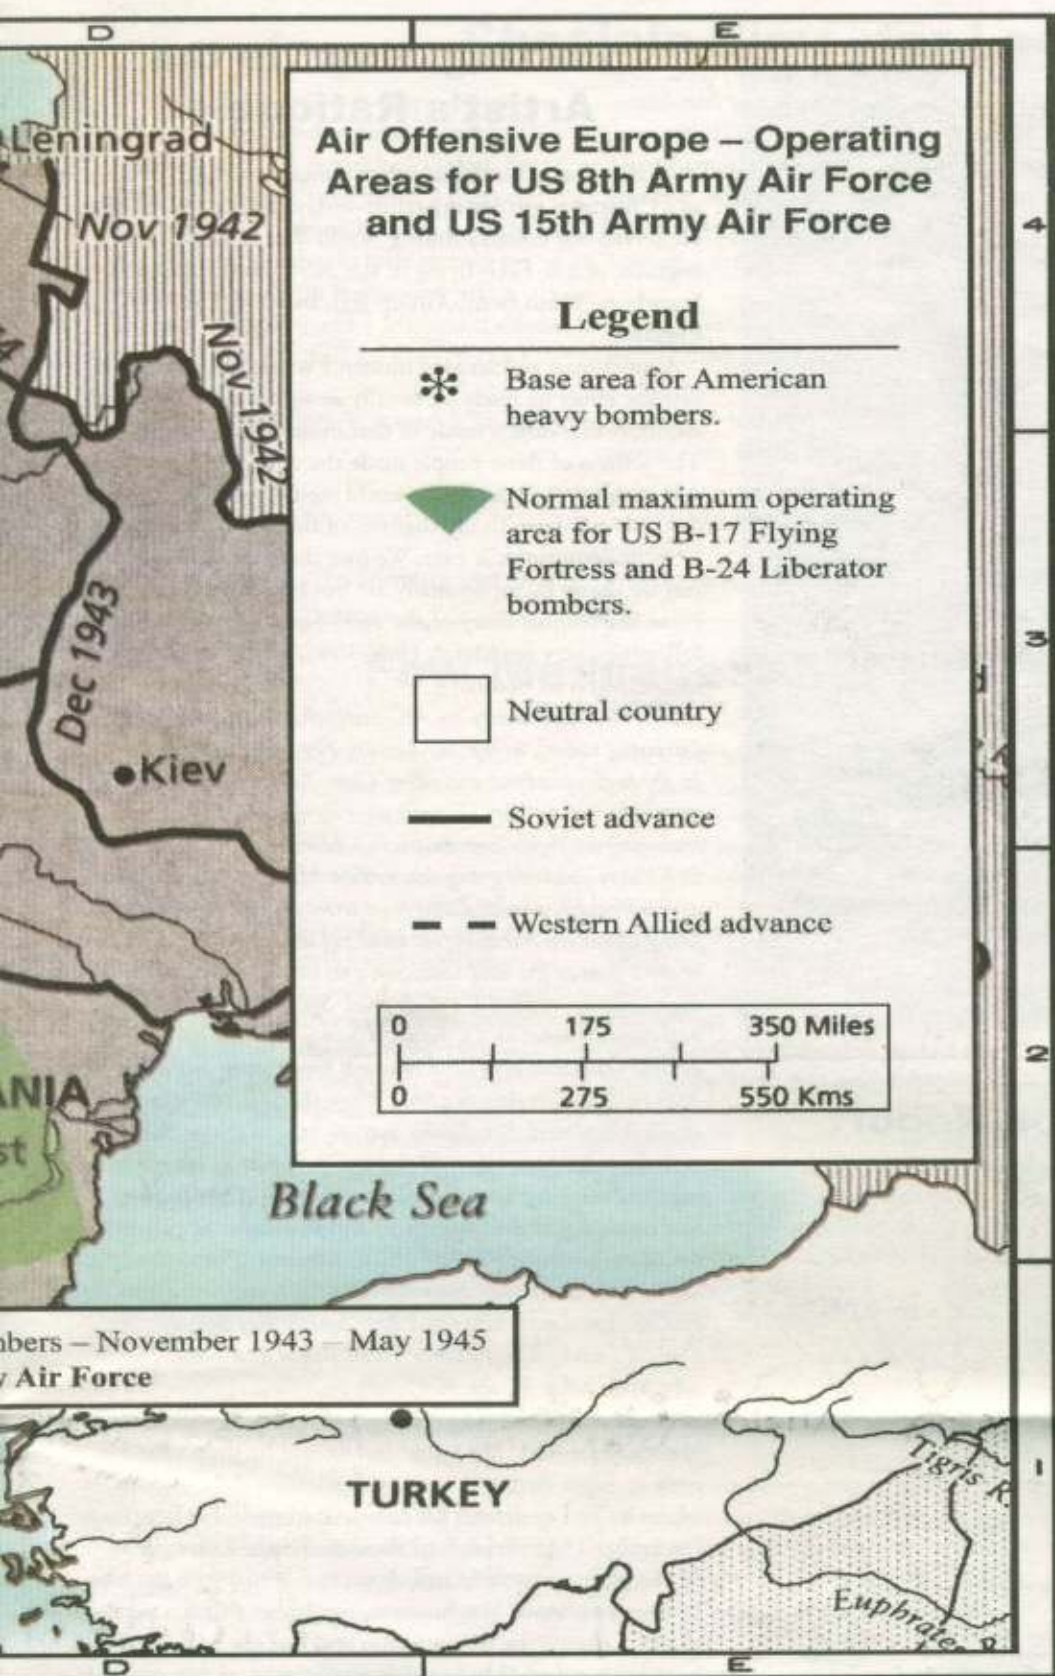 D
E
Leningrad
Nov 1942
Nov 1942
Air Offensive Europe – Operating
Areas for US 8th Army Air Force
and US 15th Army Air Force
Legend
Base area for American
heavy bombers.
Normal maximum operating
area for US B-17 Flying
Fortress and B-24 Liberator
bombers.
Neutral country
Soviet advance
Western Allied advance
0 175 350 Miles
0 275 550 Kms
4
3
2
1
Dec 1943
Kiev
ANIA
st
Black Sea
mbers – November 1943 – May 1945
y Air Force
TURKEY
Tigris R.
Euphrates R.
D
E